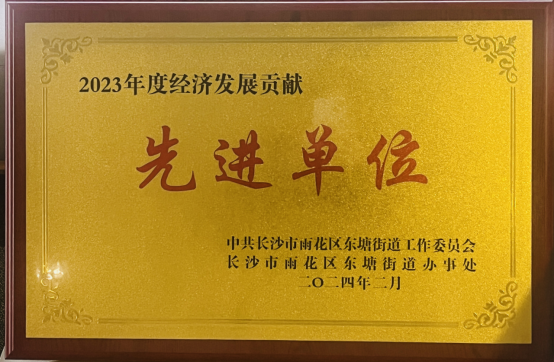 2023年度经济发展贡献
先进单位
中共长沙市雨花区东塘街道工作委员会
长沙市雨花区东塘街道办事处
二〇二四年二月